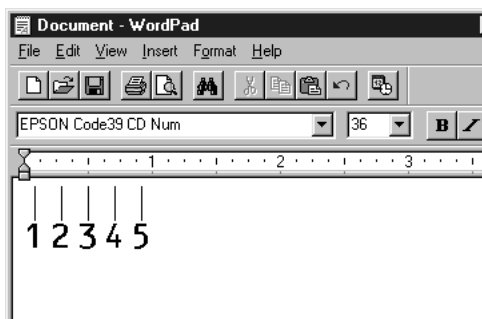 Document - WordPad
File Edit View Insert Format Help
EPSON Code39 CD Num 36 B I
1 2 3
1 2 3 4 5